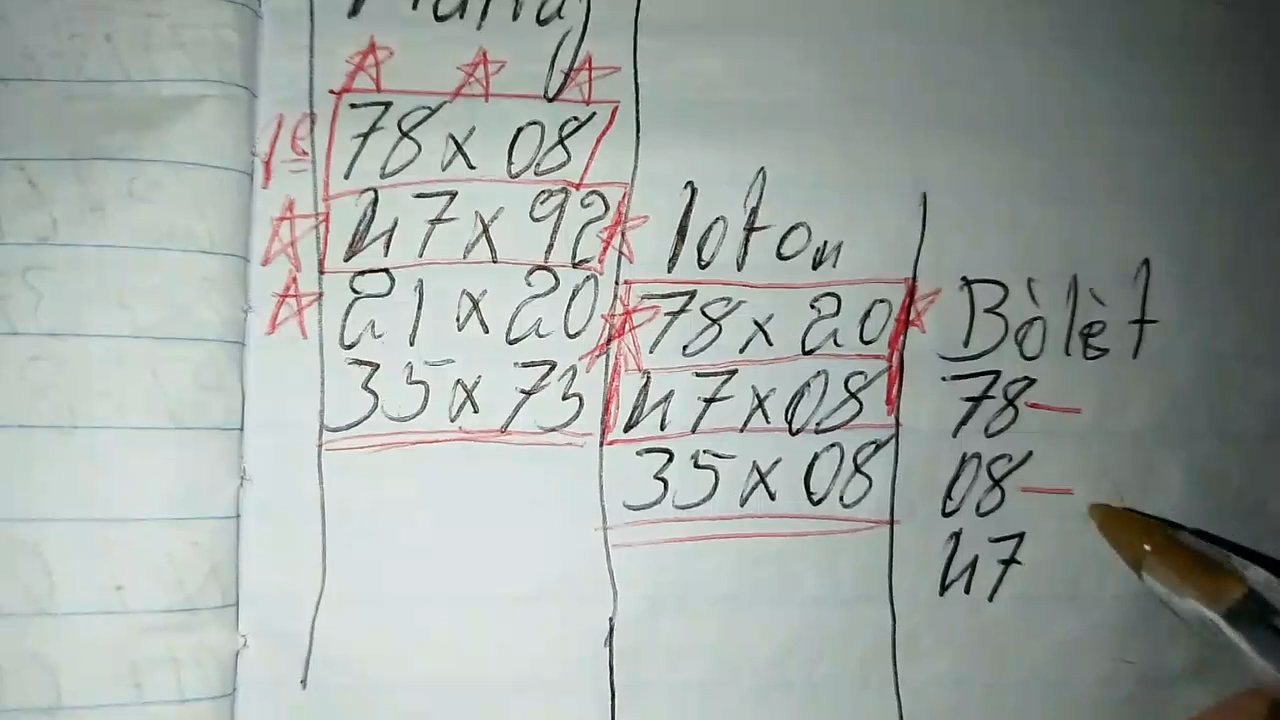 78 x 08
1e
47 x 92
21 x 20
35 x 73
loton
78 x 20
47 x 08
35 x 08
Bòlèt
78 -
08 -
47